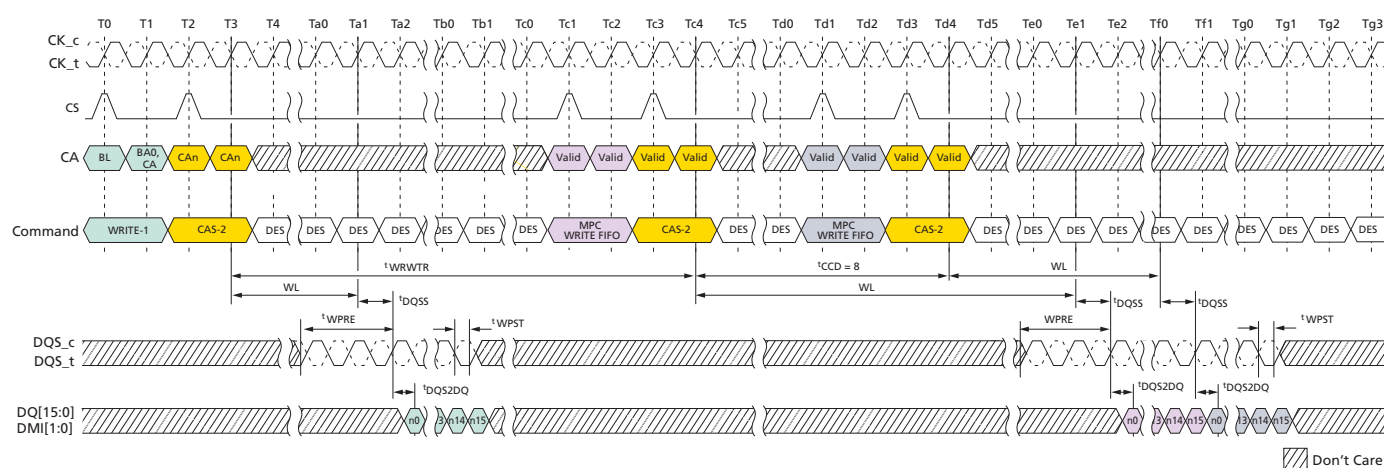 T0 T1 T2 T3 T4 Ta0 Ta1 Ta2 Tb0 Tb1 Tc0 Tc1 Tc2 Tc3 Tc4 Tc5 Td0 Td1 Td2 Td3 Td4 Td5 Te0 Te1 Te2 Tf0 Tf1 Tg0 Tg1 Tg2 Tg3
CK_c
CK_t
CS
CA BL BA0, CA CAn CAn Valid Valid Valid Valid Valid Valid Valid Valid
Command WRITE-1 CAS-2 DES DES DES DES DES DES DES MPC WRITE FIFO CAS-2 DES DES MPC WRITE FIFO CAS-2 DES DES DES DES DES DES DES DES DES DES
tWRWTR tCCD = 8 WL
WL WL
tDQSS tDQSS tDQSS
tWPRE tWPST WPRE tWPST
DQS_c
DQS_t
tDQS2DQ tDQS2DQ tDQS2DQ
DQ[15:0]
DMI[1:0]
n0 3 n14 n15 n0 13 n14 n15 n0 13 n14 n15
Don't Care